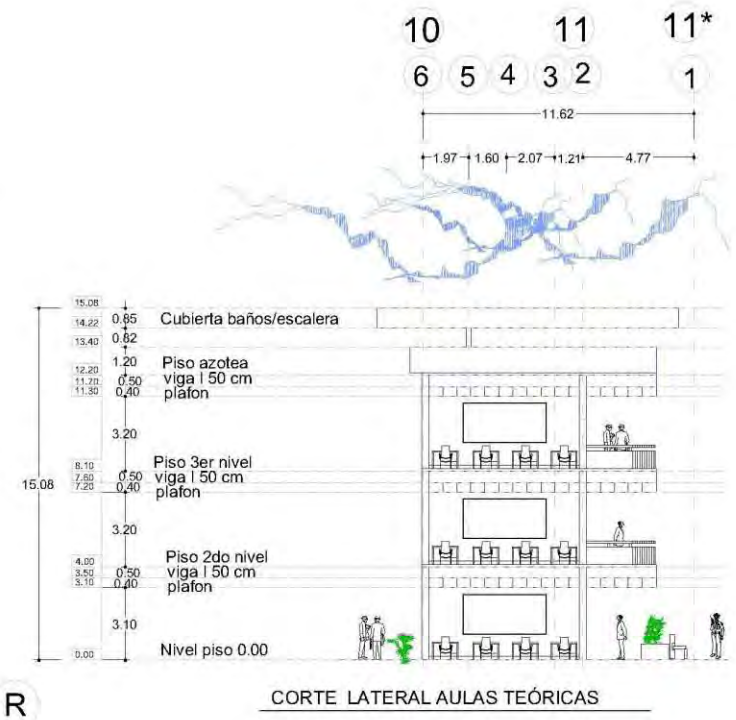 10 11 11*
6 5 4 3 2 1
11.62
1.97 1.60 2.07 1.21 4.77
15.08
0.85 Cubierta baños/escalera
14.22
0.82
13.40
1.20 Piso azotea
12.20
0.50 viga I 50 cm
11.70
0.40 plafon
11.30
3.20
8.10 Piso 3er nivel
0.50 viga I 50 cm
7.60
0.40 plafon
7.20
15.08
3.20
4.00 Piso 2do nivel
0.50 viga I 50 cm
3.50
0.40 plafon
3.10
3.10
0.00 Nivel piso 0.00
R CORTE LATERAL AULAS TEÓRICAS